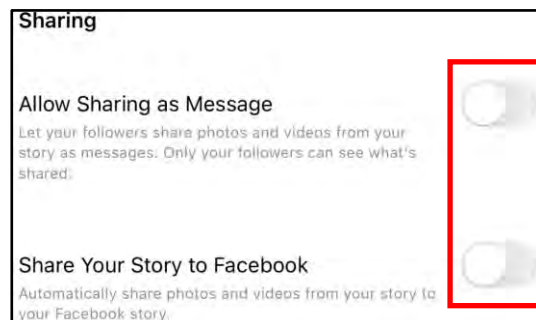 Sharing
Allow Sharing as Message
Let your followers share photos and videos from your
story as messages. Only your followers can see what's
shared.
Share Your Story to Facebook
Automatically share photos and videos from your story to
your Facebook story.